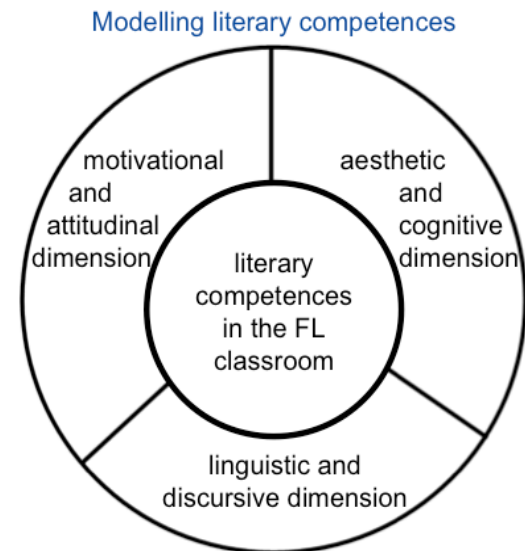 Modelling literary competences
motivational
and
attitudinal
dimension
aesthetic
and
cognitive
dimension
literary
competences
in the FL
classroom
linguistic and
discursive dimension